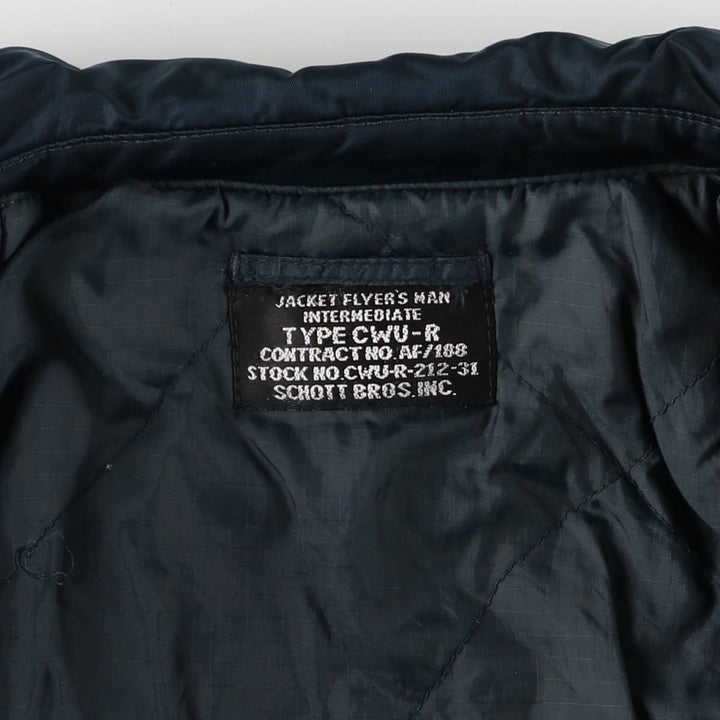 JACKET FLYER'S MAN
INTERMEDIATE
TYPE CWU-R
CONTRACT NO. AF/188
STOCK NO. CWU-R-212-31
SCHOTT BROS. INC.